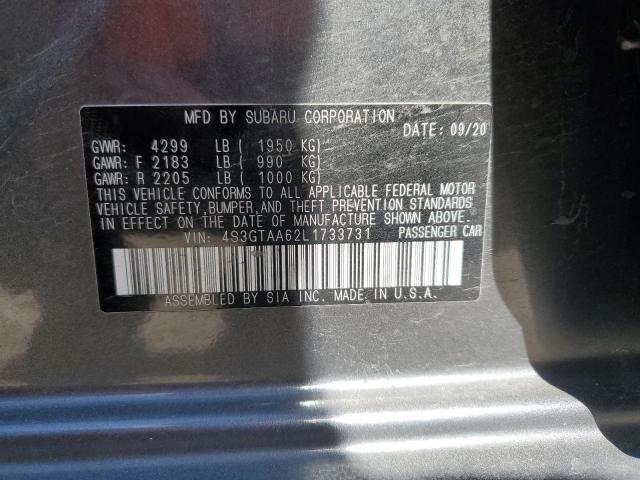 MFD BY SUBARU CORPORATION
DATE: 09/20
GVWR: 4299 LB ( 1950 KG)
GAWR: F 2183 LB ( 990 KG)
GAWR: R 2205 LB ( 1000 KG)
THIS VEHICLE CONFORMS TO ALL APPLICABLE FEDERAL MOTOR
VEHICLE SAFETY, BUMPER, AND THEFT PREVENTION STANDARDS
IN EFFECT ON THE DATE OF MANUFACTURE SHOWN ABOVE.
VIN: 4S3GTAA62L1733731 PASSENGER CAR
ASSEMBLED BY SIA INC. MADE IN U.S.A.